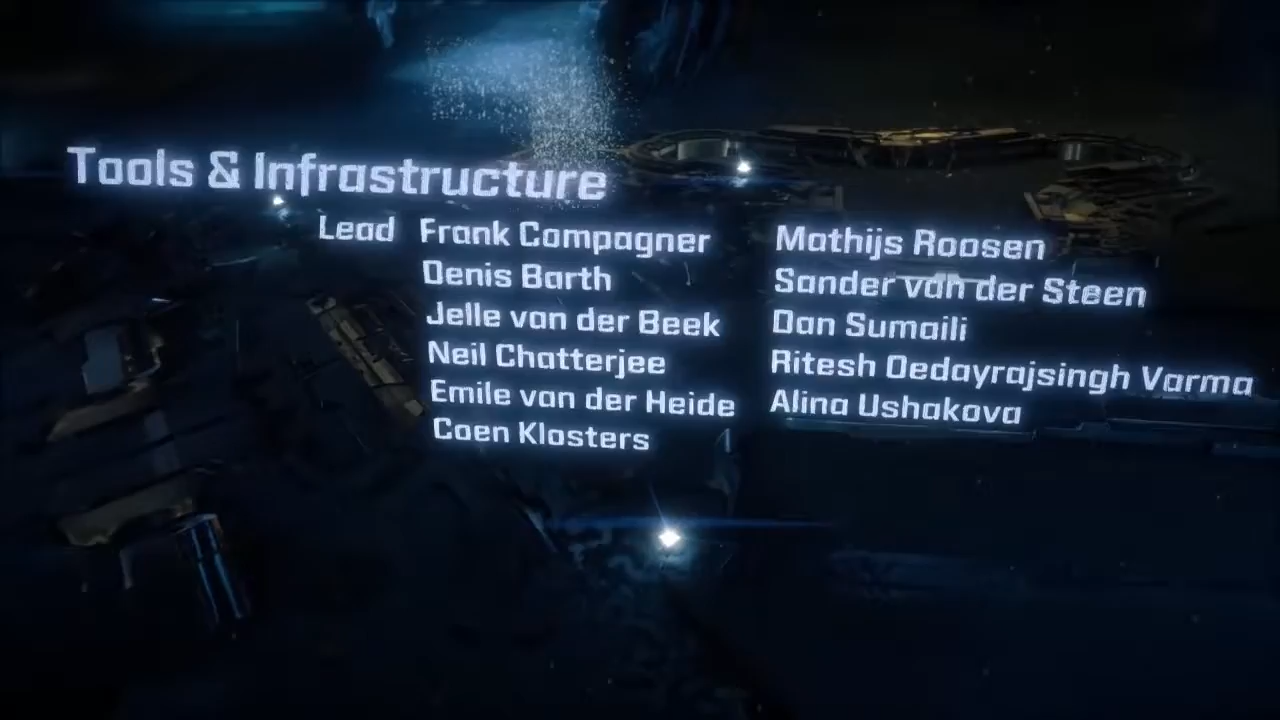 Tools & Infrastructure
Lead Frank Compagner
Denis Barth
Jelle van der Beek
Neil Chatterjee
Emile van der Heide
Coen Klosters
Mathijs Roosen
Sander van der Steen
Dan Sumaili
Ritesh Oedayrajsingh Varma
Alina Ushakova